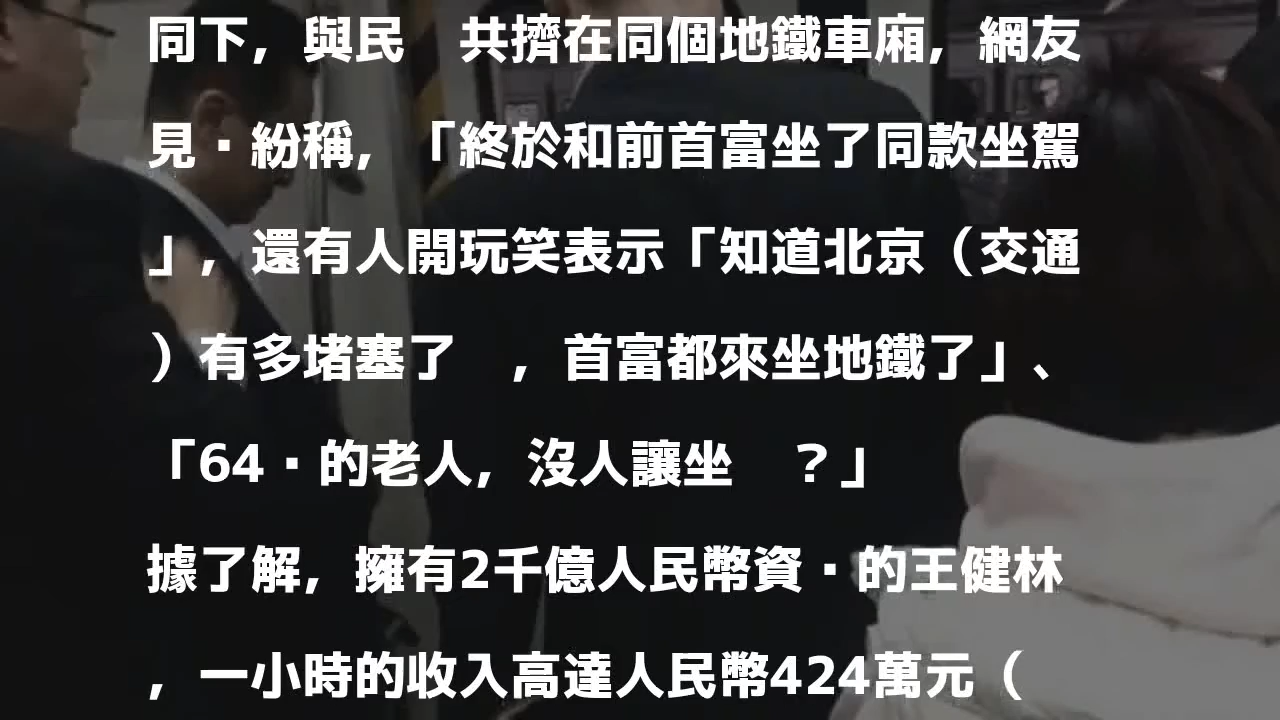 同下，與民　共擠在同個地鐵車廂，網友
見▪紛稱，「終於和前首富坐了同款坐駕
」，還有人開玩笑表示「知道北京（交通
）有多堵塞了　，首富都來坐地鐵了」、
「64▪的老人，沒人讓坐　？」
據了解，擁有2千億人民幣資▪的王健林
，一小時的收入高達人民幣424萬元（